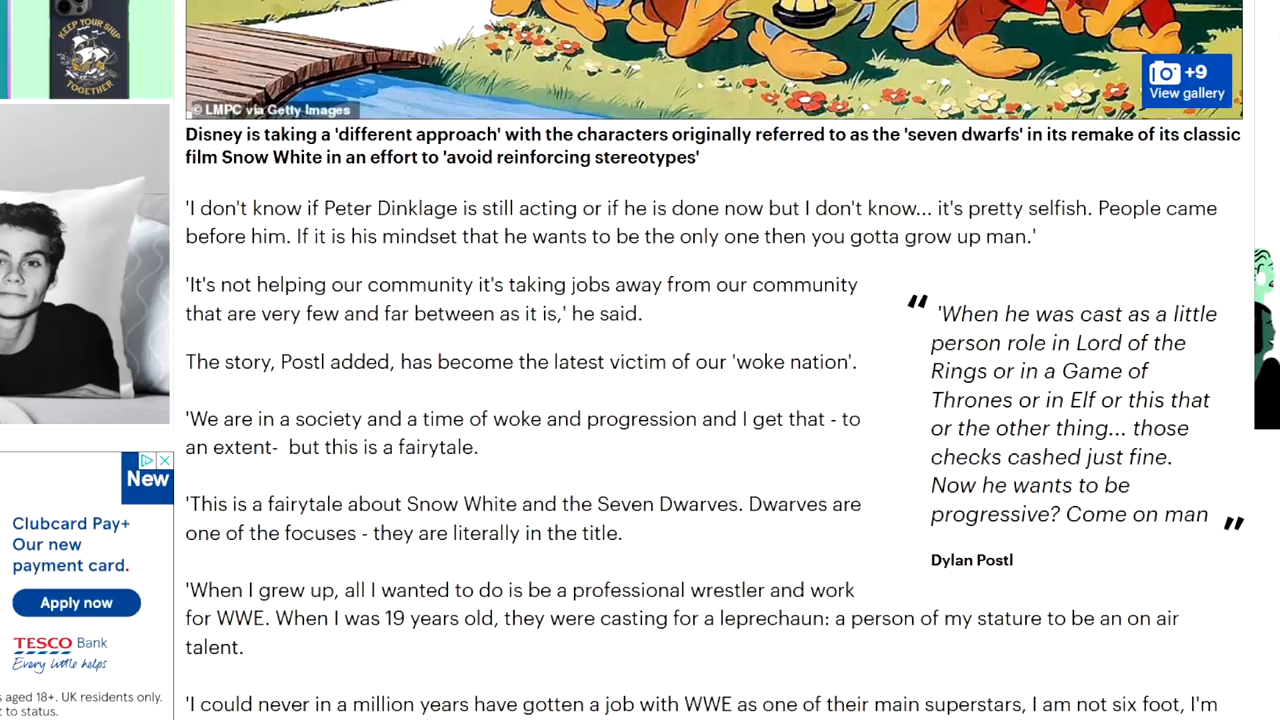 KEEP YOUR SHIP
TOGETHER
+9
View gallery
© LMPC via Getty Images
Disney is taking a 'different approach' with the characters originally referred to as the 'seven dwarfs' in its remake of its classic
film Snow White in an effort to 'avoid reinforcing stereotypes'
'I don't know if Peter Dinklage is still acting or if he is done now but I don't know... it's pretty selfish. People came
before him. If it is his mindset that he wants to be the only one then you gotta grow up man.'
'It's not helping our community it's taking jobs away from our community
that are very few and far between as it is,' he said.
The story, Postl added, has become the latest victim of our 'woke nation'.
'We are in a society and a time of woke and progression and I get that - to
an extent-  but this is a fairytale.
'This is a fairytale about Snow White and the Seven Dwarves. Dwarves are
one of the focuses - they are literally in the title.
'When I grew up, all I wanted to do is be a professional wrestler and work
for WWE. When I was 19 years old, they were casting for a leprechaun: a person of my stature to be an on air
talent.
'I could never in a million years have gotten a job with WWE as one of their main superstars, I am not six foot, I'm
“ 'When he was cast as a little
person role in Lord of the
Rings or in a Game of
Thrones or in Elf or this that
or the other thing... those
checks cashed just fine.
Now he wants to be
progressive? Come on man ”
Dylan Postl
New
Clubcard Pay+
Our new
payment card.
Apply now
TESCO Bank
Every little helps
s aged 18+. UK residents only.
t to status.